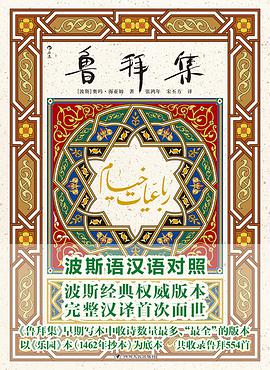 鲁拜集
[波斯]奥玛·海亚姆 著 张鸿年 宋丕方 译
رباعیات خیام
波斯语汉语对照
波斯经典权威版本
完整汉译首次面世
《鲁拜集》早期写本中收诗数量最多、“最全”的版本
以《乐园》本（1462年抄本）为底本 共收录鲁拜554首